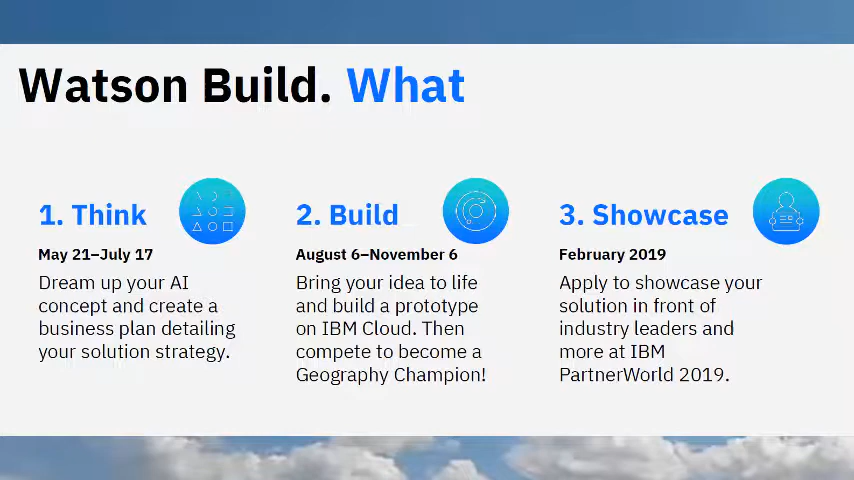 Watson Build. What
1. Think
May 21–July 17
Dream up your AI
concept and create a
business plan detailing
your solution strategy.
2. Build
August 6–November 6
Bring your idea to life
and build a prototype
on IBM Cloud. Then
compete to become a
Geography Champion!
3. Showcase
February 2019
Apply to showcase your
solution in front of
industry leaders and
more at IBM
PartnerWorld 2019.